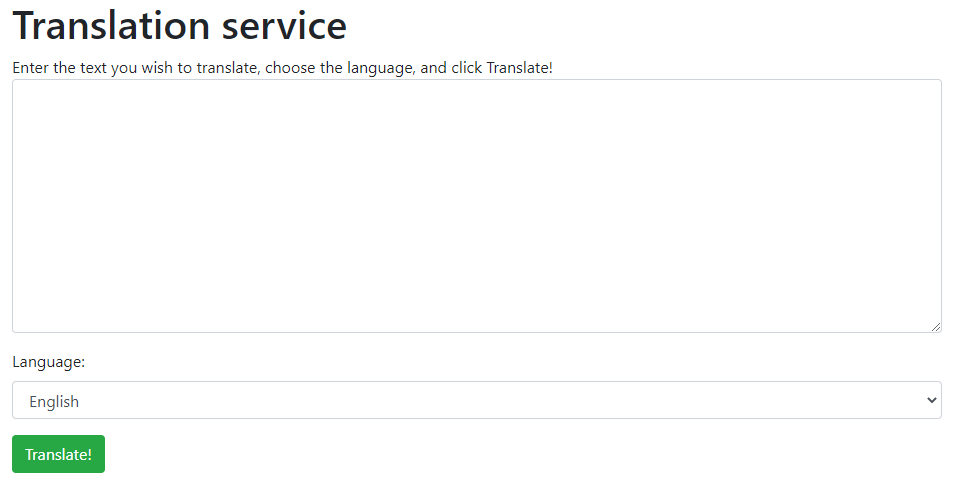 Translation service
Enter the text you wish to translate, choose the language, and click Translate!
Language:
English
Translate!